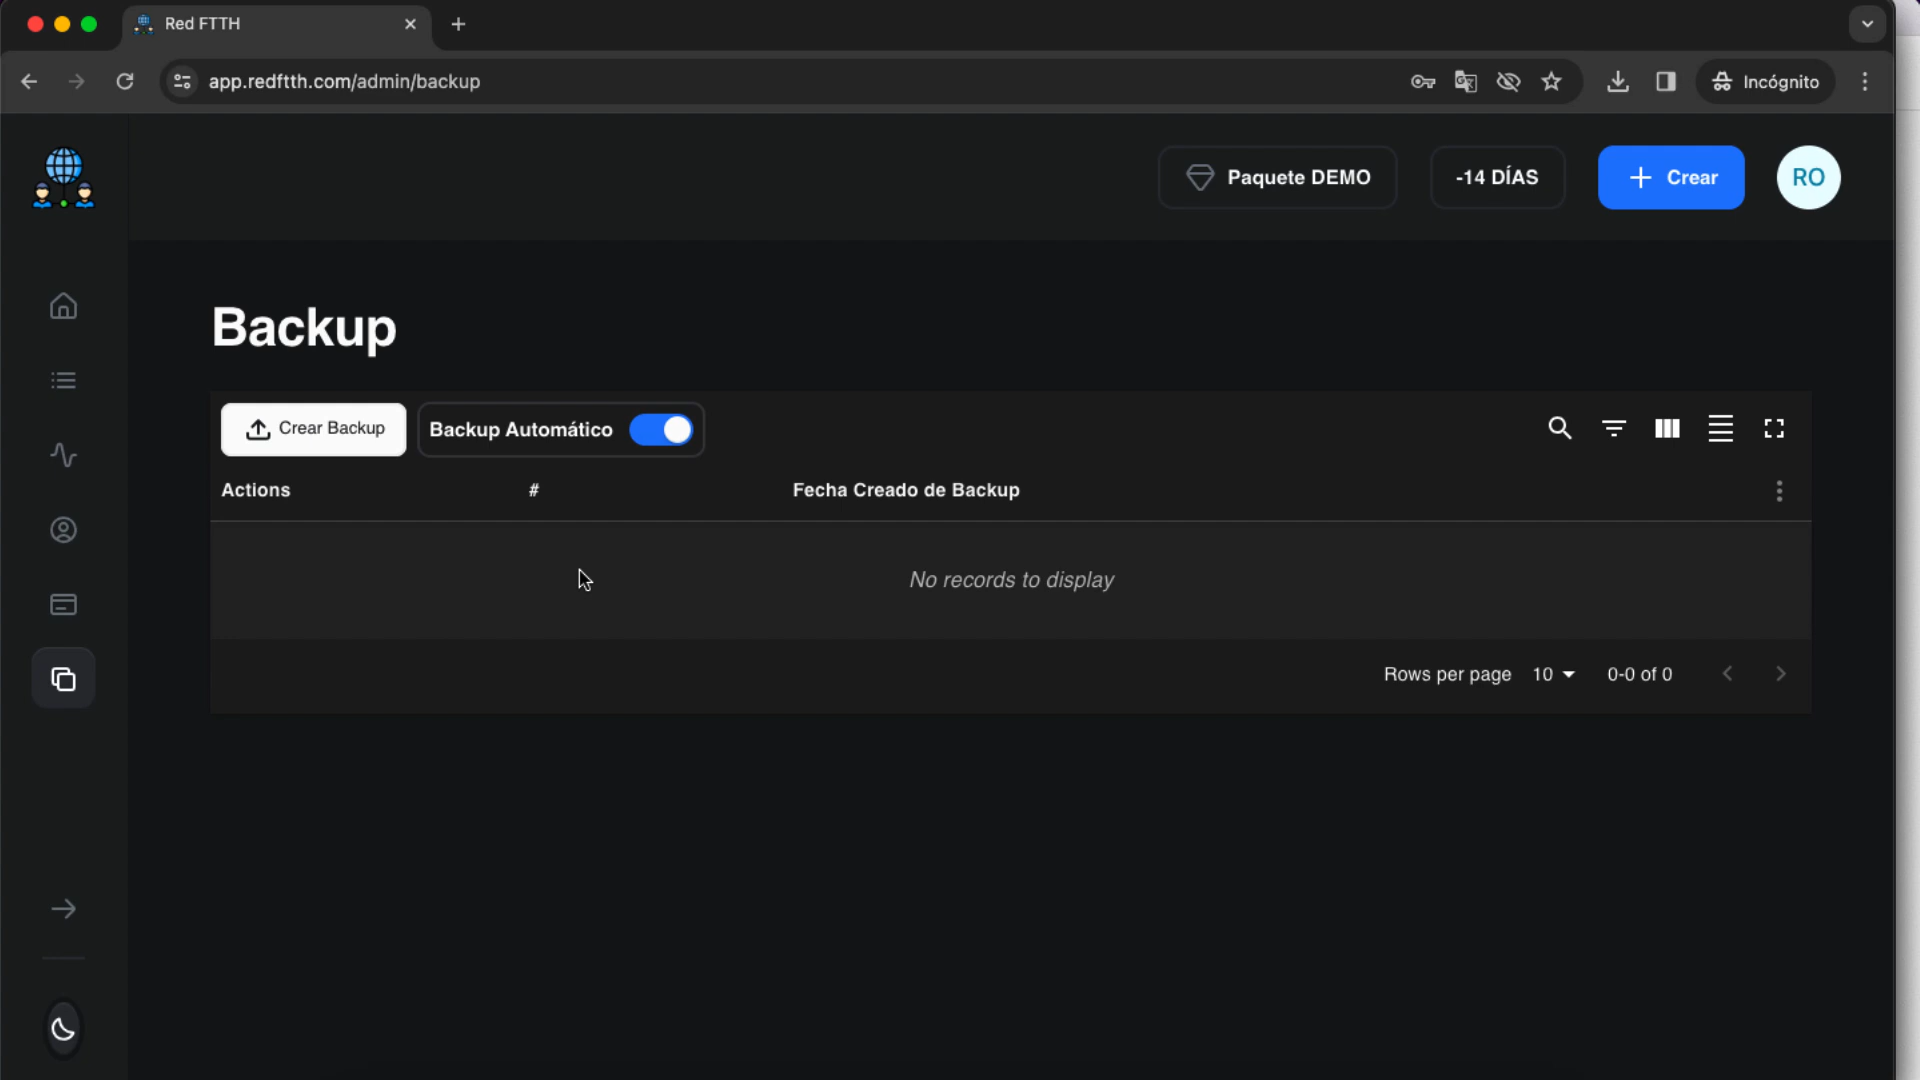 Red FTTH
app.redftth.com/admin/backup
Incógnito
Paquete DEMO
-14 DÍAS
Crear
RO
Backup
Crear Backup
Backup Automático
Actions
#
Fecha Creado de Backup
No records to display
Rows per page
10
0-0 of 0